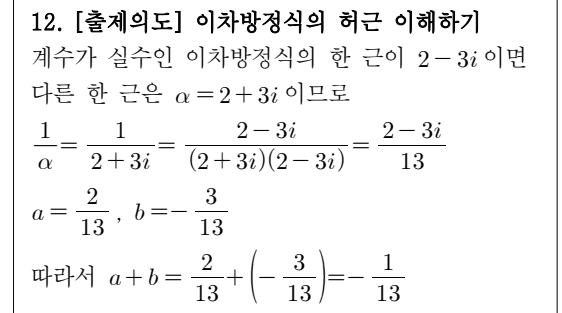 12. [출제의도] 이차방정식의 허근 이해하기
계수가 실수인 이차방정식의 한 근이 2-3i 이면
다른 한 근은 α=2+3i 이므로
1/α = 1/(2+3i) = (2-3i)/((2+3i)(2-3i)) = (2-3i)/13
a = 2/13 , b = -3/13
따라서 a+b = 2/13 + (-3/13) = -1/13